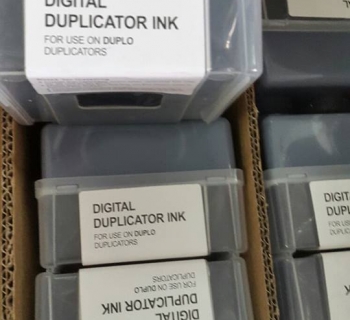 DIGITAL
DUPLICATOR INK
FOR USE ON DUPLO
DUPLICATORS
DIGITAL
DUPLICATOR INK
FOR USE ON DUPLO
DUPLICATORS
DIGITAL
DUPLICATOR INK
FOR USE ON DUPLO
DUPLICATORS